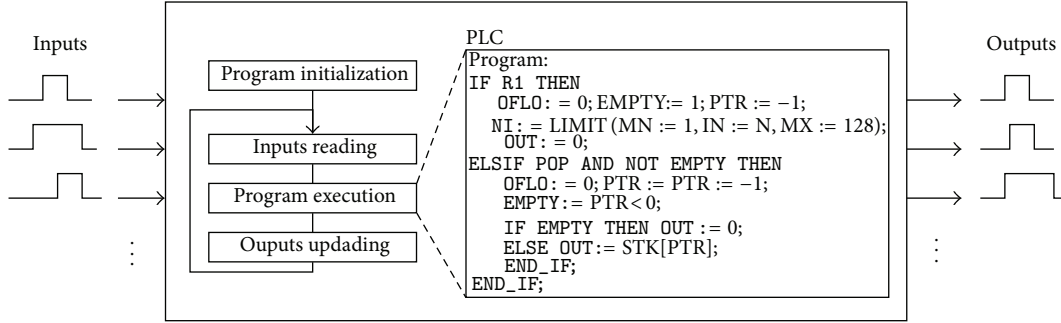 Inputs
Program initialization
Inputs reading
Program execution
Ouputs updading
PLC
Program:
IF R1 THEN
OFLO: = 0; EMPTY:= 1; PTR := −1;
NI: = LIMIT (MN := 1, IN := N, MX := 128);
OUT: = 0;
ELSIF POP AND NOT EMPTY THEN
OFLO: = 0; PTR := PTR := −1;
EMPTY: = PTR<0;
IF EMPTY THEN OUT := 0;
ELSE OUT:= STK[PTR];
END_IF;
END_IF;
Outputs